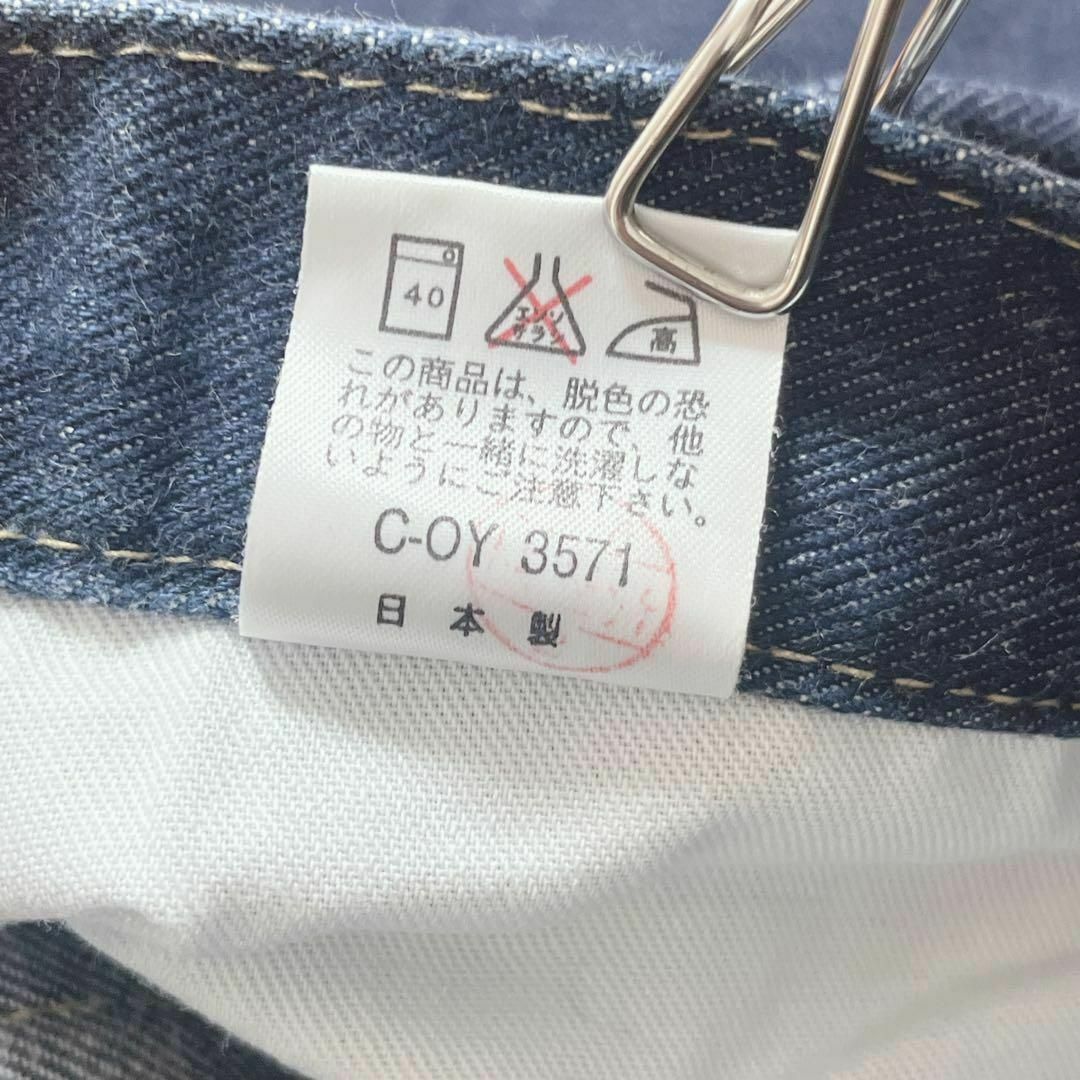 40
エンソ
サラシ
高
この商品は、脱色の恐
れがありますので、他
の物と一緒に洗濯しな
いようにご注意下さい。
C-OY 3571
日本製